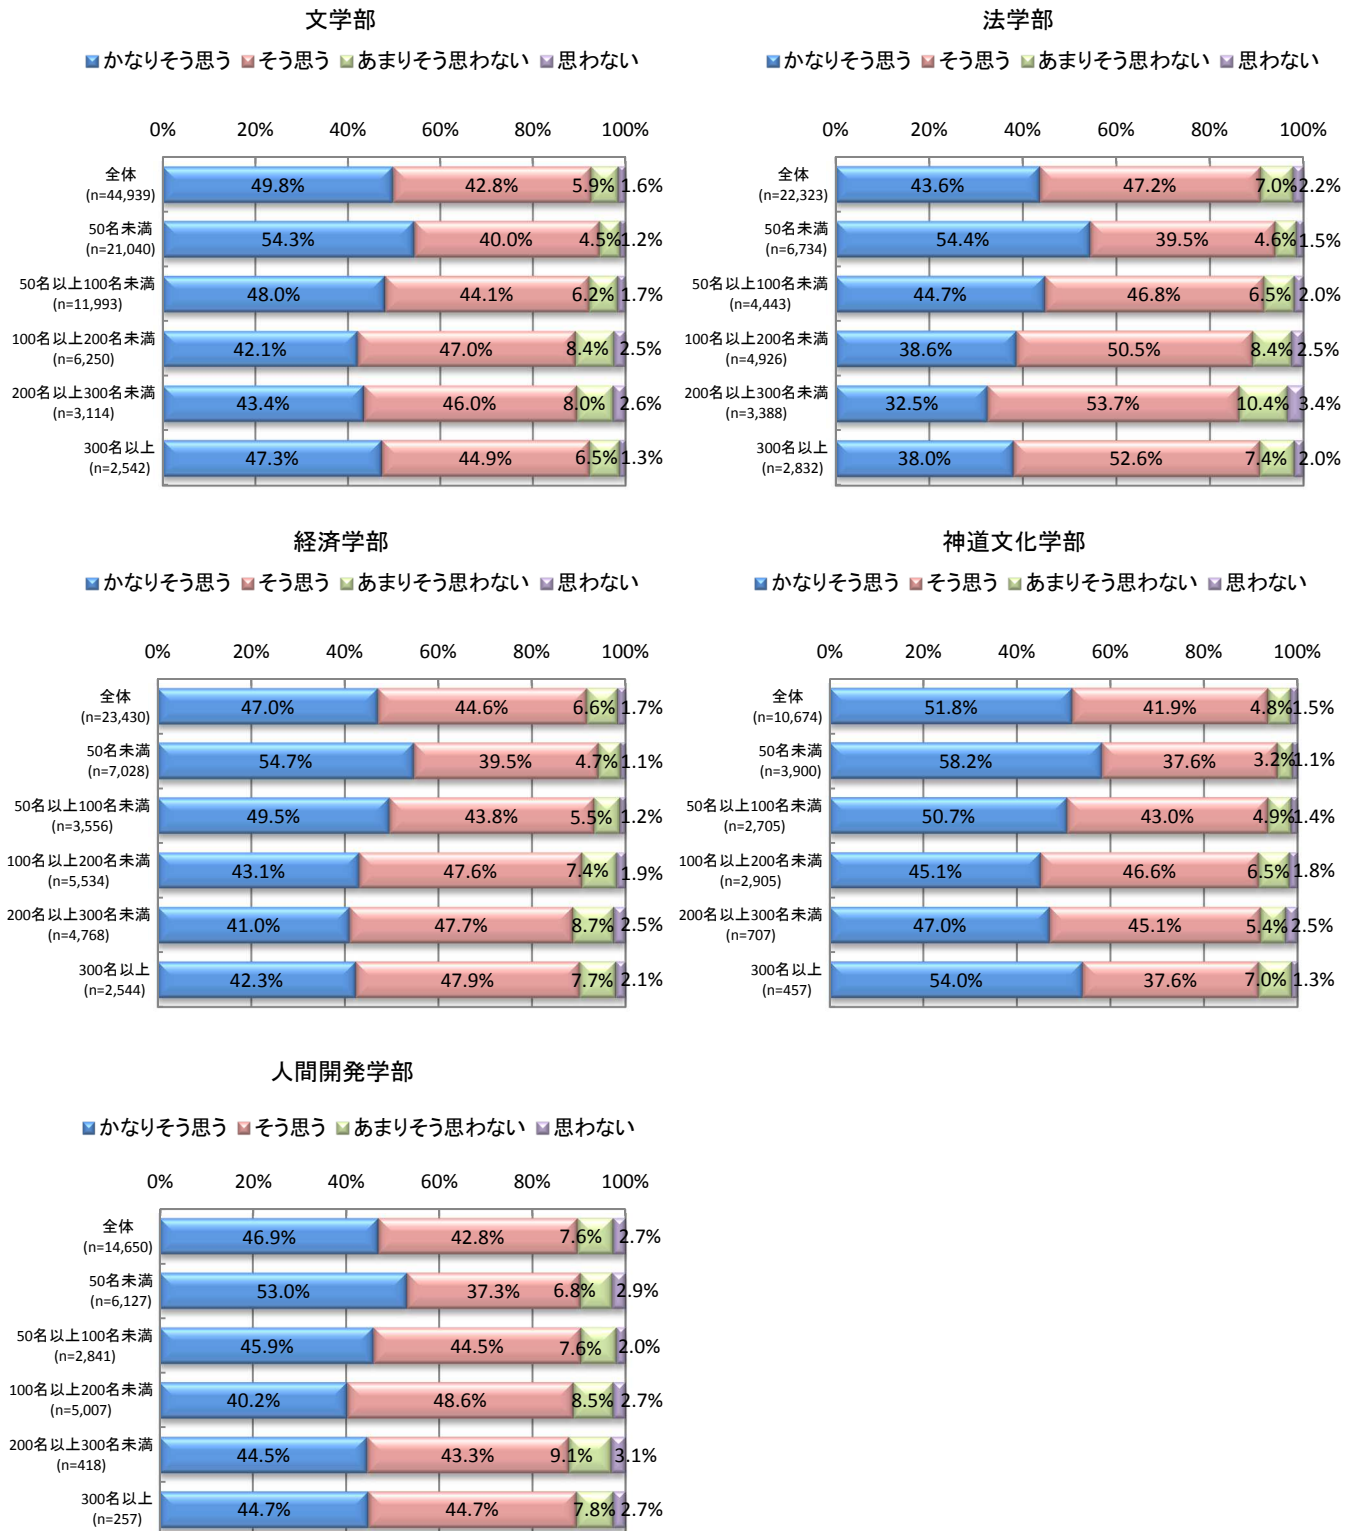 文学部
かなりそう思う そう思う あまりそう思わない 思わない
0% 20% 40% 60% 80% 100%
全体
(n=44,939)
49.8% 42.8% 5.9% 1.6%
50名未満
(n=21,040)
54.3% 40.0% 4.5% 1.2%
50名以上100名未満
(n=11,993)
48.0% 44.1% 6.2% 1.7%
100名以上200名未満
(n=6,250)
42.1% 47.0% 8.4% 2.5%
200名以上300名未満
(n=3,114)
43.4% 46.0% 8.0% 2.6%
300名以上
(n=2,542)
47.3% 44.9% 6.5% 1.3%
法学部
かなりそう思う そう思う あまりそう思わない 思わない
0% 20% 40% 60% 80% 100%
全体
(n=22,323)
43.6% 47.2% 7.0% 2.2%
50名未満
(n=6,734)
54.4% 39.5% 4.6% 1.5%
50名以上100名未満
(n=4,443)
44.7% 46.8% 6.5% 2.0%
100名以上200名未満
(n=4,926)
38.6% 50.5% 8.4% 2.5%
200名以上300名未満
(n=3,388)
32.5% 53.7% 10.4% 3.4%
300名以上
(n=2,832)
38.0% 52.6% 7.4% 2.0%
経済学部
かなりそう思う そう思う あまりそう思わない 思わない
0% 20% 40% 60% 80% 100%
全体
(n=23,430)
47.0% 44.6% 6.6% 1.7%
50名未満
(n=7,028)
54.7% 39.5% 4.7% 1.1%
50名以上100名未満
(n=3,556)
49.5% 43.8% 5.5% 1.2%
100名以上200名未満
(n=5,534)
43.1% 47.6% 7.4% 1.9%
200名以上300名未満
(n=4,768)
41.0% 47.7% 8.7% 2.5%
300名以上
(n=2,544)
42.3% 47.9% 7.7% 2.1%
神道文化学部
かなりそう思う そう思う あまりそう思わない 思わない
0% 20% 40% 60% 80% 100%
全体
(n=10,674)
51.8% 41.9% 4.8% 1.5%
50名未満
(n=3,900)
58.2% 37.6% 3.2% 1.1%
50名以上100名未満
(n=2,705)
50.7% 43.0% 4.9% 1.4%
100名以上200名未満
(n=2,905)
45.1% 46.6% 6.5% 1.8%
200名以上300名未満
(n=707)
47.0% 45.1% 5.4% 2.5%
300名以上
(n=457)
54.0% 37.6% 7.0% 1.3%
人間開発学部
かなりそう思う そう思う あまりそう思わない 思わない
0% 20% 40% 60% 80% 100%
全体
(n=14,650)
46.9% 42.8% 7.6% 2.7%
50名未満
(n=6,127)
53.0% 37.3% 6.8% 2.9%
50名以上100名未満
(n=2,841)
45.9% 44.5% 7.6% 2.0%
100名以上200名未満
(n=5,007)
40.2% 48.6% 8.5% 2.7%
200名以上300名未満
(n=418)
44.5% 43.3% 9.1% 3.1%
300名以上
(n=257)
44.7% 44.7% 7.8% 2.7%